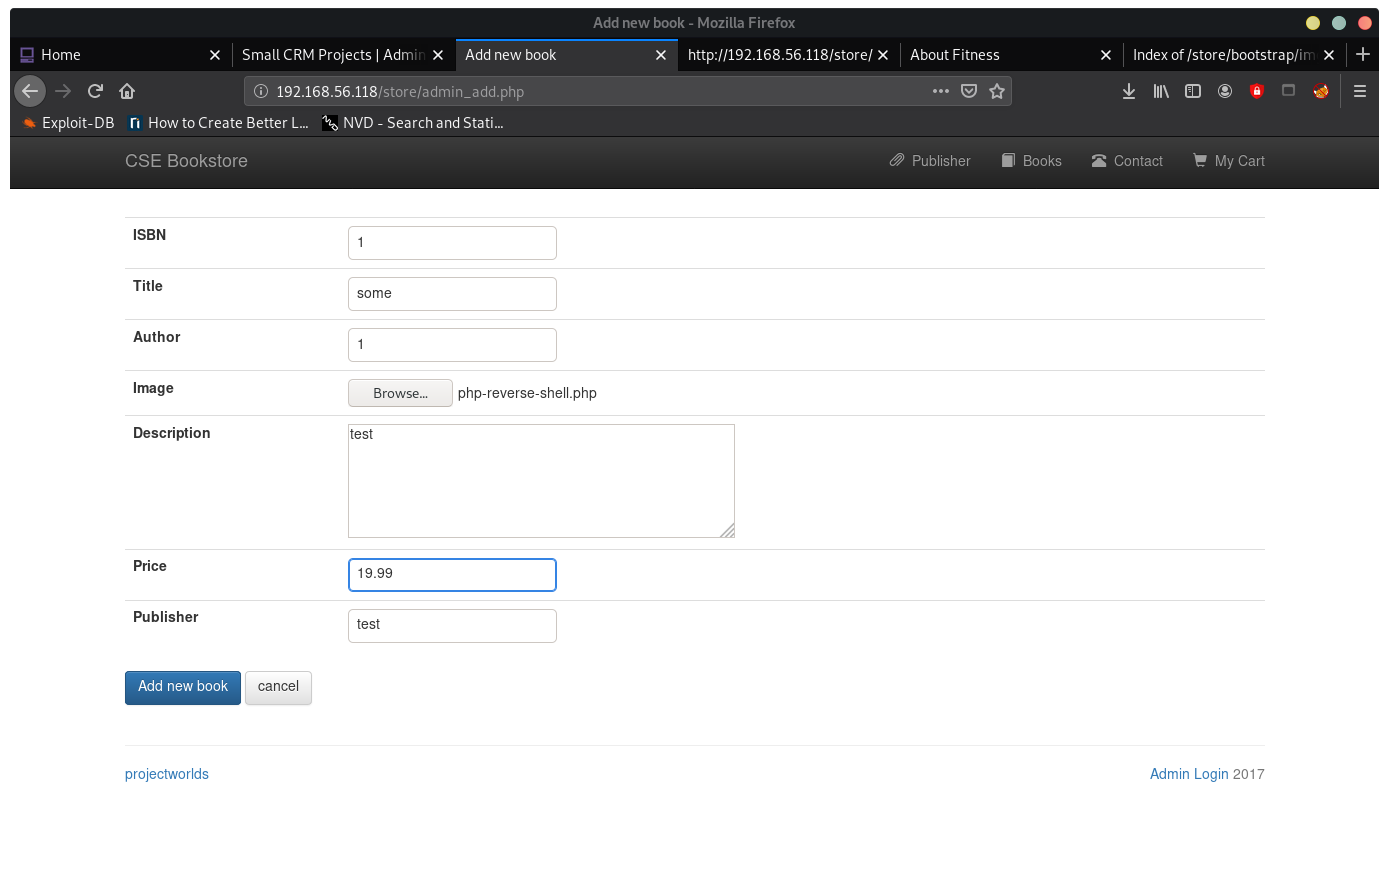 Add new book - Mozilla Firefox
Home
Small CRM Projects | Admin
Add new book
http://192.168.56.118/store/
About Fitness
Index of /store/bootstrap/im
192.168.56.118/store/admin_add.php
Exploit-DB
How to Create Better L...
NVD - Search and Stati...
CSE Bookstore
Publisher
Books
Contact
My Cart
ISBN
1
Title
some
Author
1
Image
Browse...
php-reverse-shell.php
Description
test
Price
19.99
Publisher
test
Add new book
cancel
projectworlds
Admin Login 2017